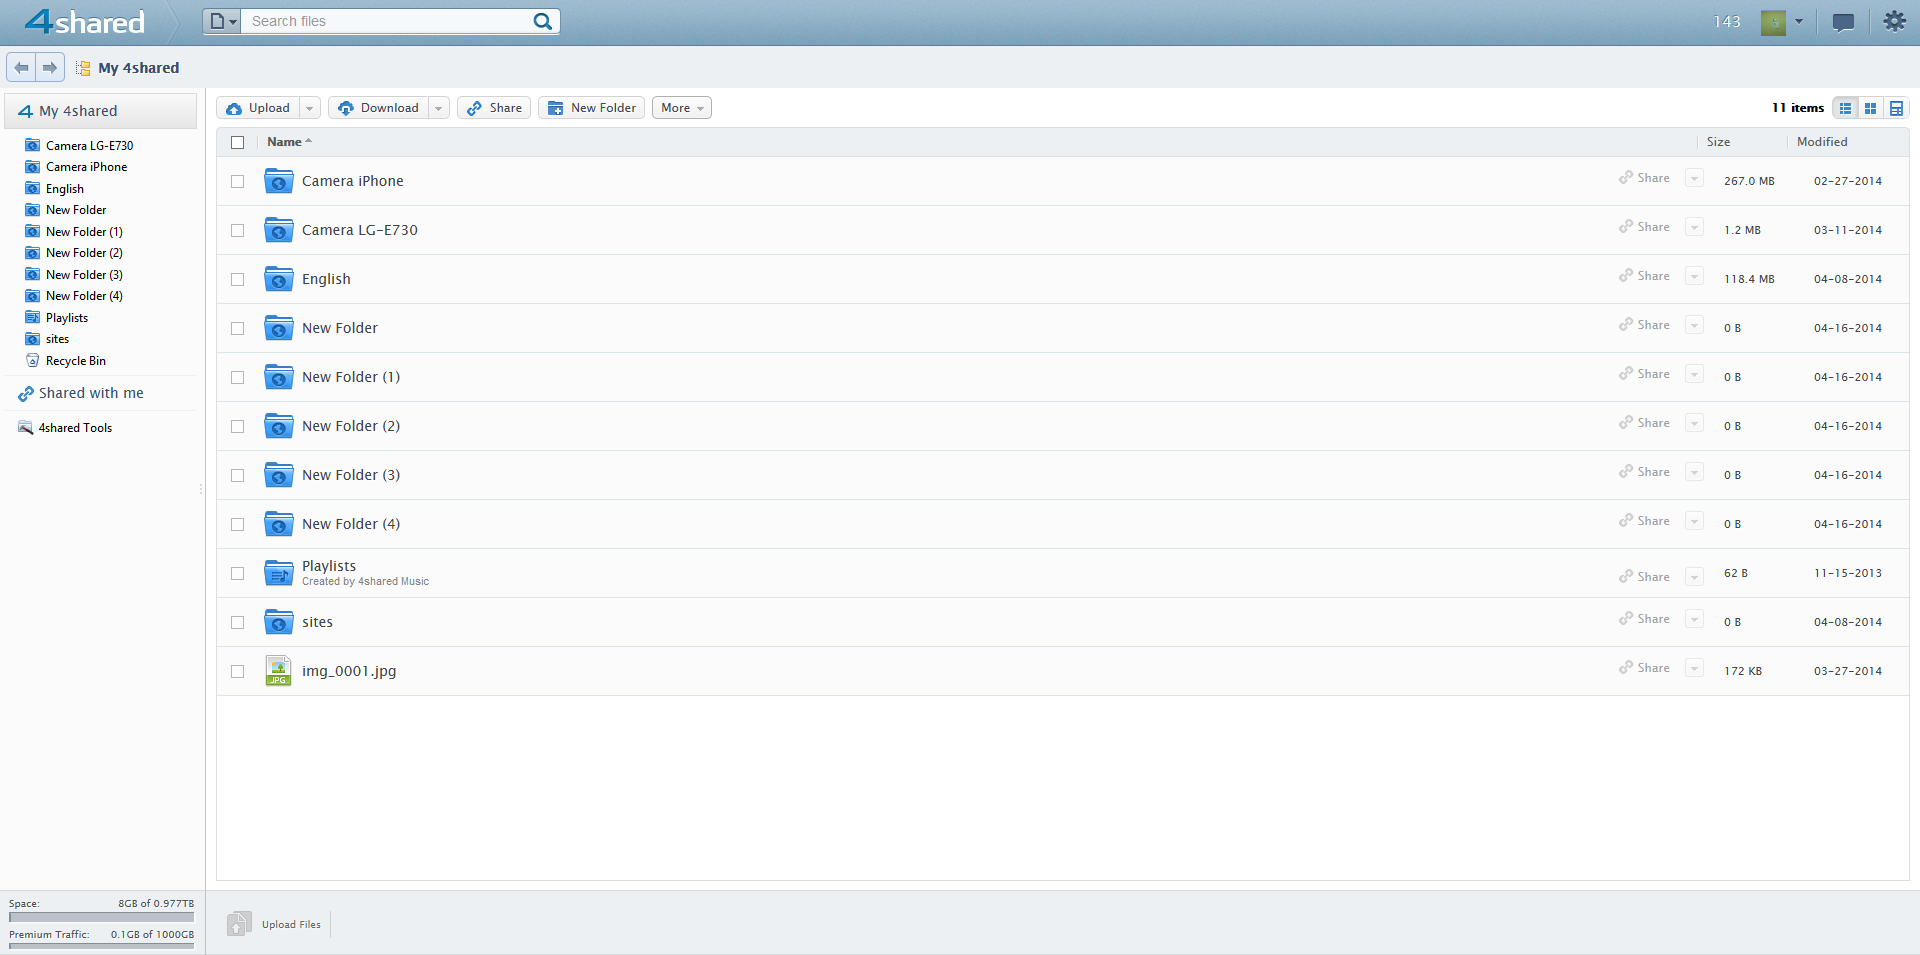 4shared
Search files
143
My 4shared
My 4shared
Camera LG-E730
Camera iPhone
English
New Folder
New Folder (1)
New Folder (2)
New Folder (3)
New Folder (4)
Playlists
sites
Recycle Bin
Shared with me
4shared Tools
Upload Download Share New Folder More 11 items
Name Size Modified
Camera iPhone Share 267.0 MB 02-27-2014
Camera LG-E730 Share 1.2 MB 03-11-2014
English Share 118.4 MB 04-08-2014
New Folder Share 0 B 04-16-2014
New Folder (1) Share 0 B 04-16-2014
New Folder (2) Share 0 B 04-16-2014
New Folder (3) Share 0 B 04-16-2014
New Folder (4) Share 0 B 04-16-2014
Playlists
Created by 4shared Music
Share 62 B 11-15-2013
sites Share 0 B 04-08-2014
JPG img_0001.jpg Share 172 KB 03-27-2014
Space: 8GB of 0.977TB
Premium Traffic: 0.1GB of 1000GB
Upload Files